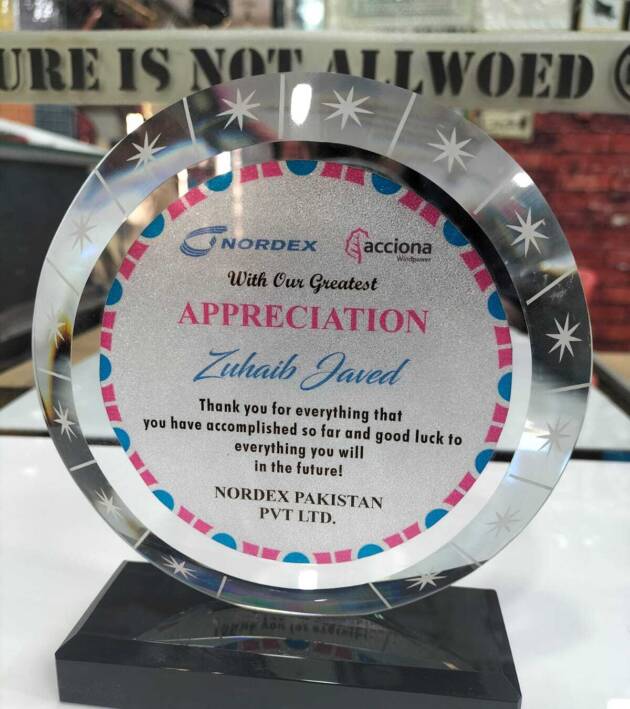 URE IS NOT ALLWOED
NORDEX acciona
Windpower
With Our Greatest
APPRECIATION
Zuhaib Javed
Thank you for everything that
you have accomplished so far and good luck to
everything you will
in the future!
NORDEX PAKISTAN
PVT LTD.